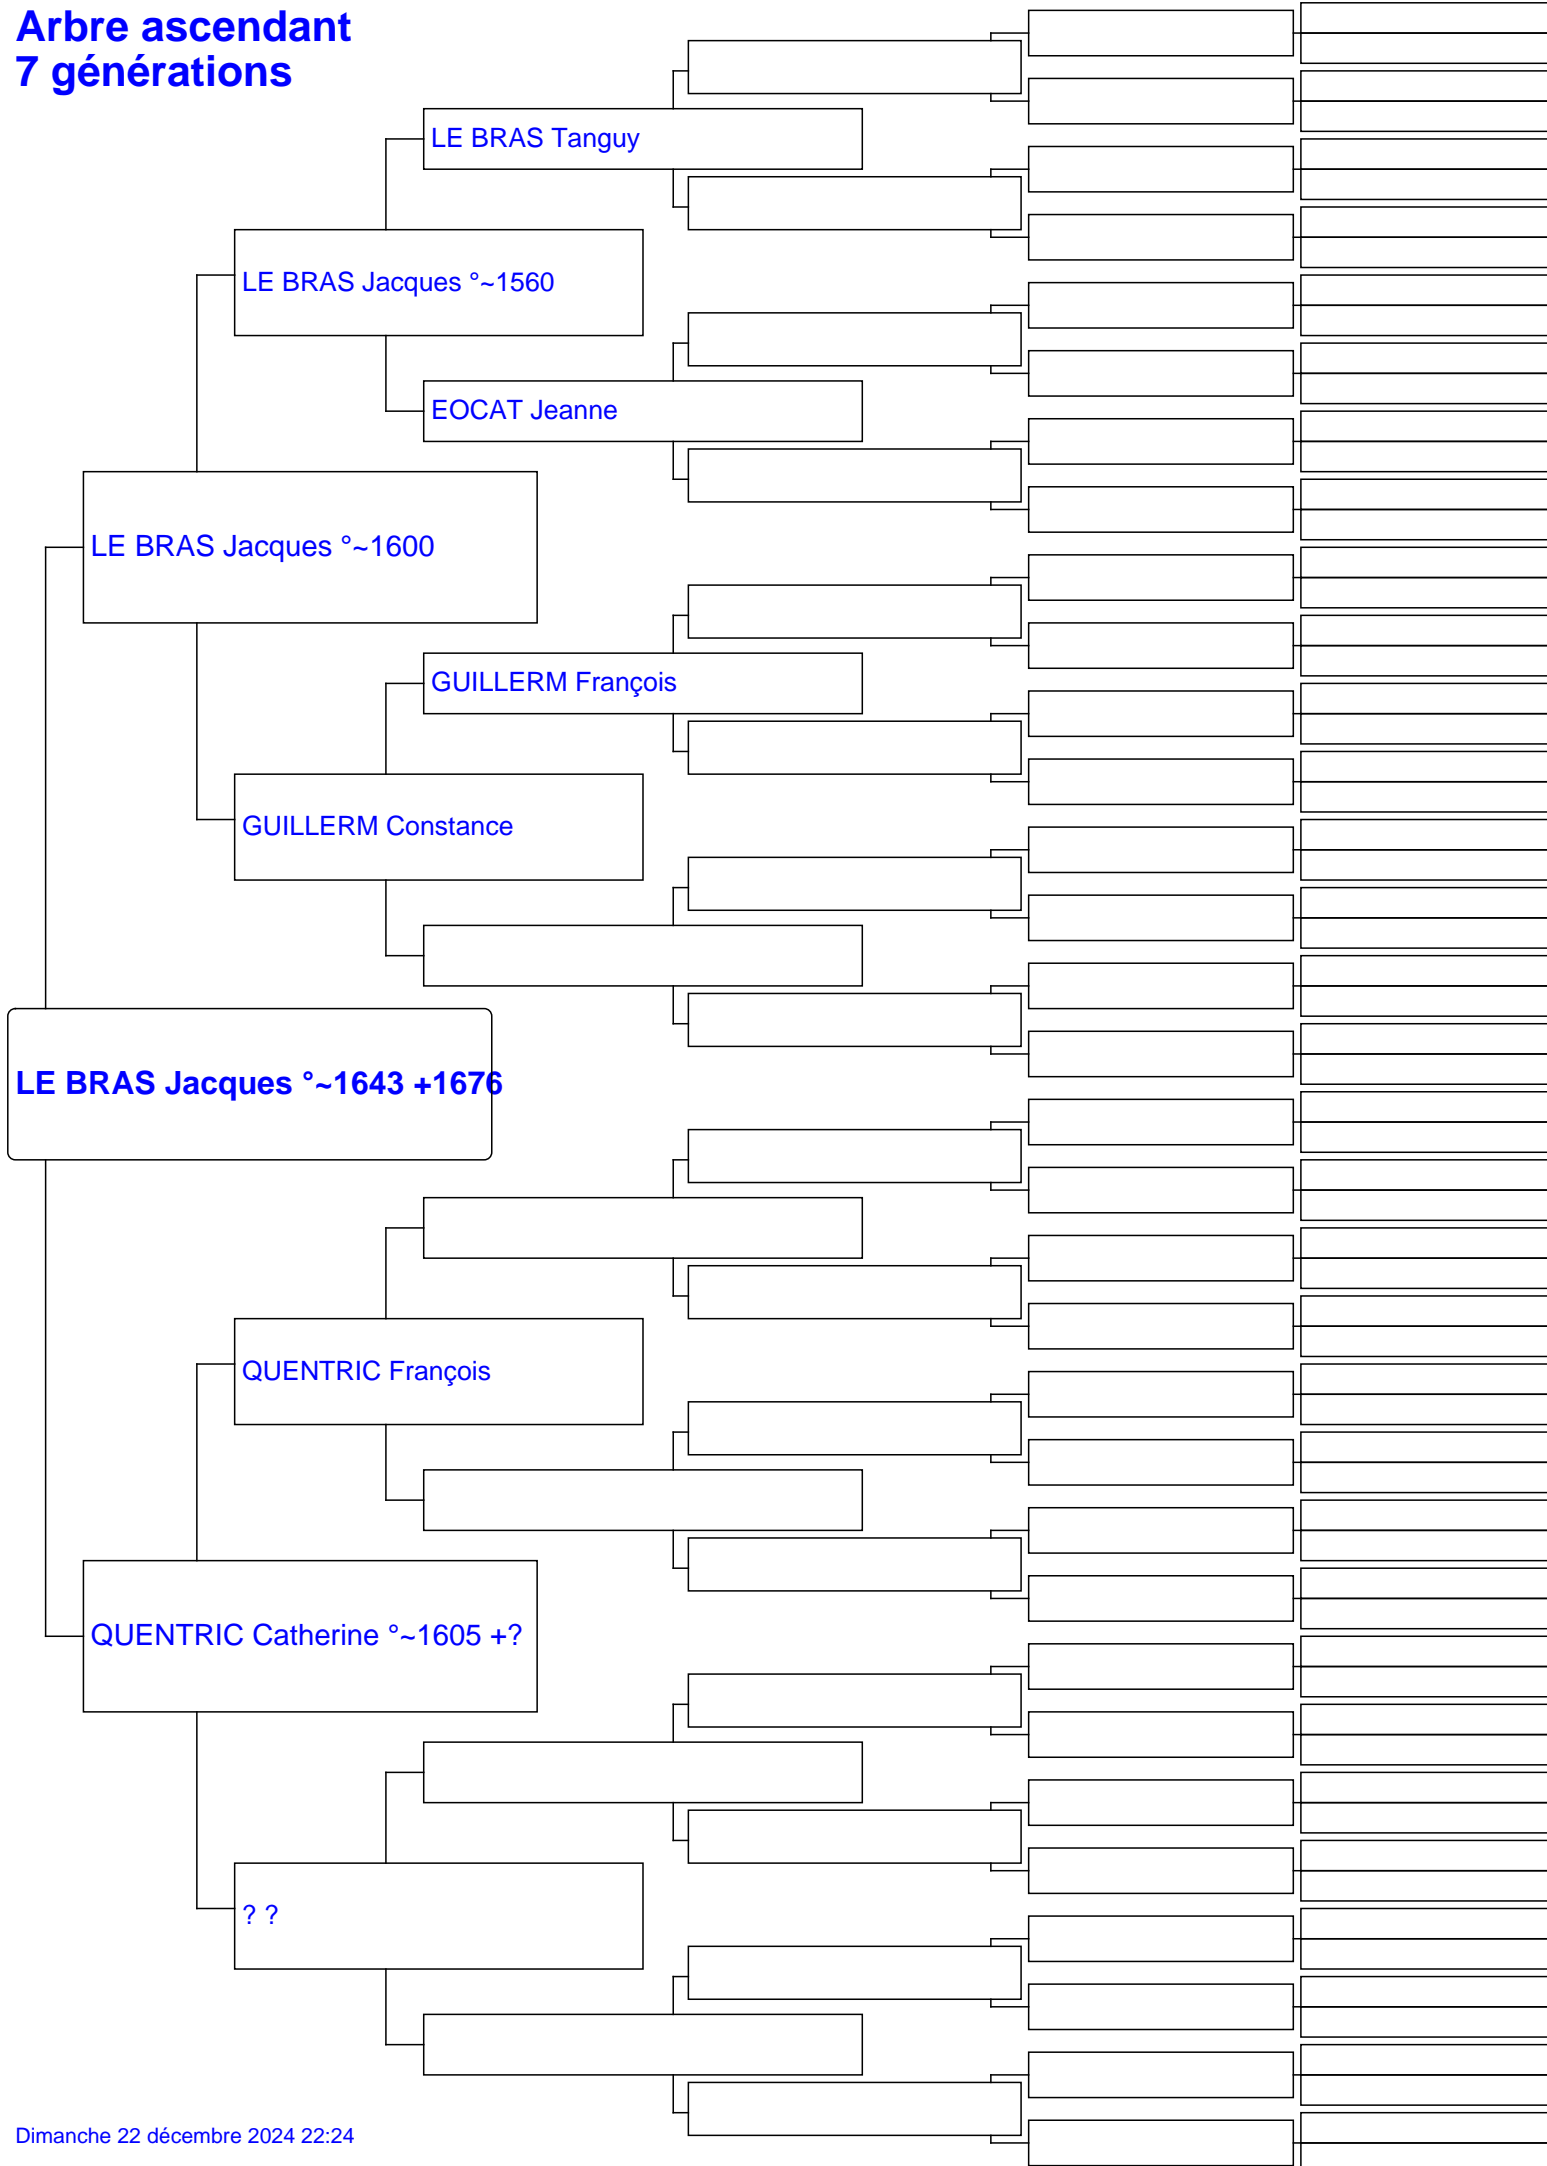 Arbre ascendant
7 générations
LE BRAS Tanguy
LE BRAS Jacques °~1560
EOCAT Jeanne
LE BRAS Jacques °~1600
GUILLERM François
GUILLERM Constance
LE BRAS Jacques °~1643 +1676
QUENTRIC François
QUENTRIC Catherine °~1605 +?
? ?
Dimanche 22 décembre 2024 22:24